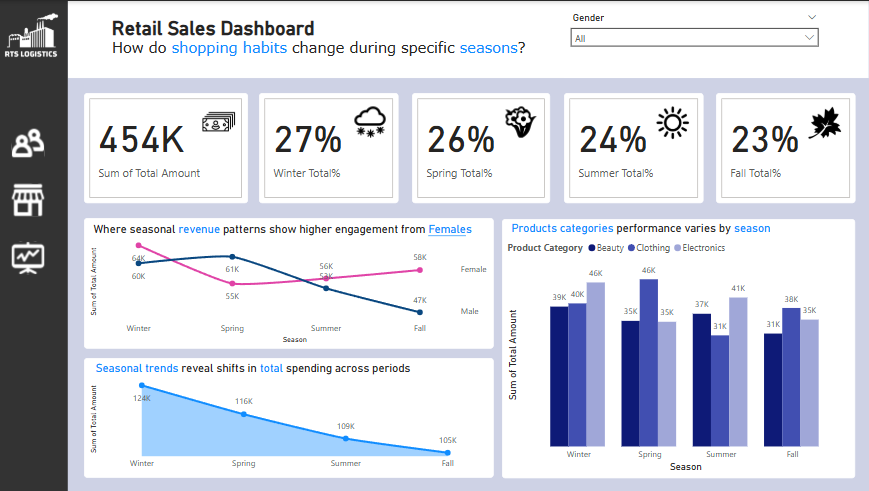 RTS LOGISTICS
Retail Sales Dashboard
How do shopping habits change during specific seasons?
Gender
All
454K
Sum of Total Amount
27%
Winter Total%
26%
Spring Total%
24%
Summer Total%
23%
Fall Total%
Where seasonal revenue patterns show higher engagement from Females
Sum of Total Amount
64K
60K
61K
55K
56K
58K
47K
Female
Male
Winter
Spring
Summer
Fall
Season
Seasonal trends reveal shifts in total spending across periods
Sum of Total Amount
124K
116K
109K
105K
Winter
Spring
Summer
Fall
Products categories performance varies by season
Product Category Beauty Clothing Electronics
Sum of Total Amount
39K
40K
46K
35K
46K
35K
37K
31K
41K
31K
38K
35K
Winter
Spring
Summer
Fall
Season